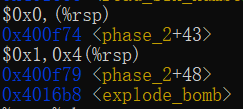 $0x0,(%rsp)
0x400f74 <phase_2+43>
$0x1,0x4(%rsp)
0x400f79 <phase_2+48>
0x4016b8 <explode_bomb>